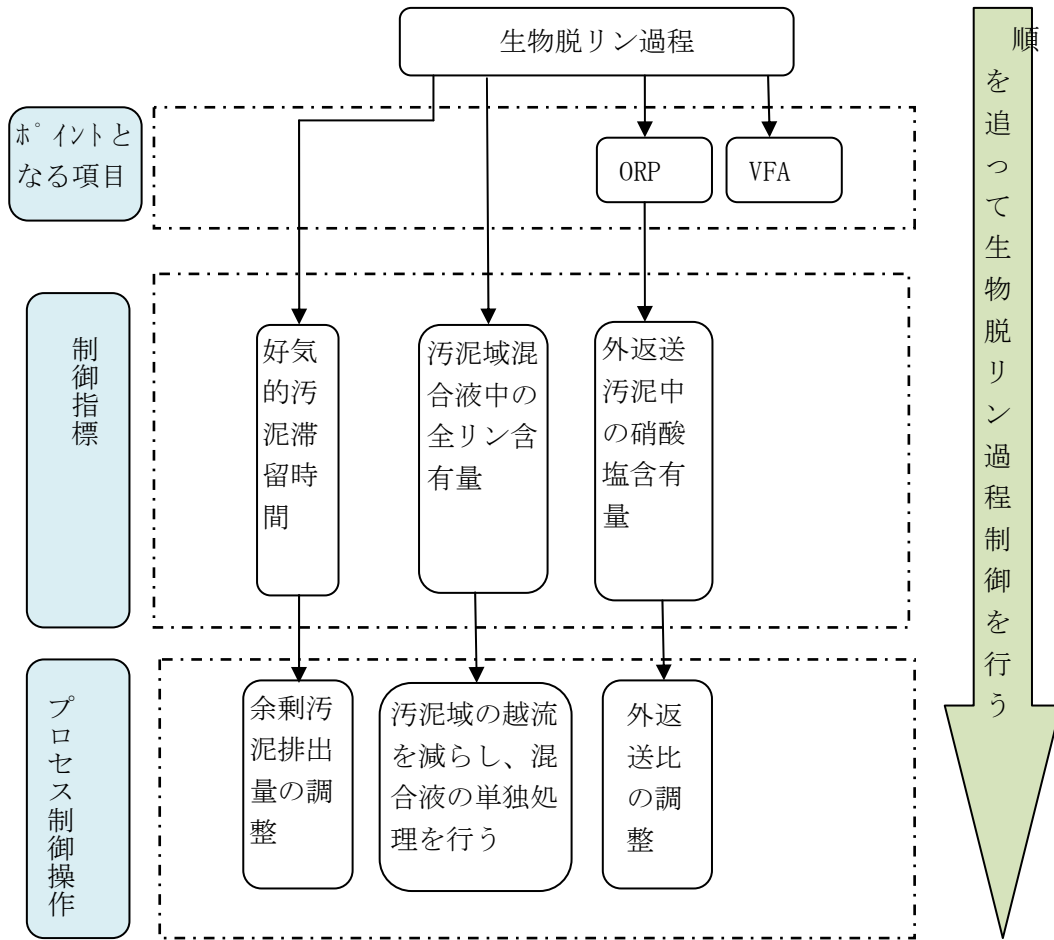 生物脱リン過程
ポイントと
なる項目
ORP
VFA
制御指標
好気
的汚
泥滞
留時
間
汚泥域混
合液中の
全リン含
有量
外返送
汚泥中
の硝酸
塩含有
量
プロセス制御操作
余剰汚
泥排出
量の調
整
汚泥域の越流
を減らし、混
合液の単独処
理を行う
外返
送比
の調
整
順
を追って生物脱リン過程制御を行う